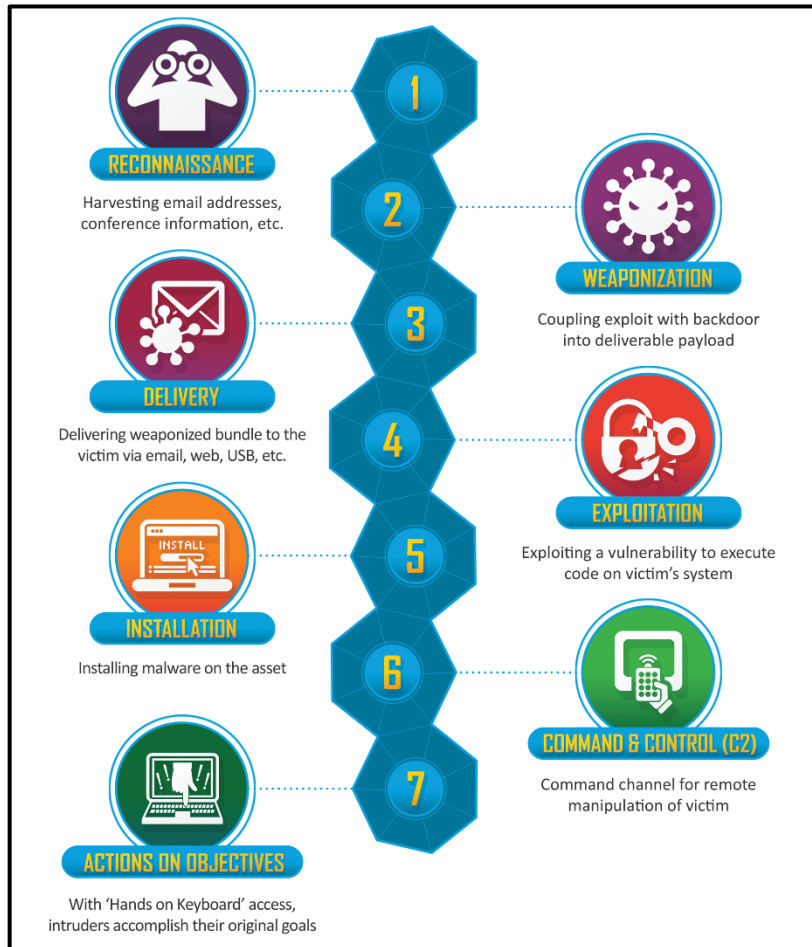 1
RECONNAISSANCE
Harvesting email addresses,
conference information, etc.
2
WEAPONIZATION
Coupling exploit with backdoor
into deliverable payload
3
DELIVERY
Delivering weaponized bundle to the
victim via email, web, USB, etc.
4
EXPLOITATION
Exploiting a vulnerability to execute
code on victim's system
5
INSTALL
INSTALLATION
Installing malware on the asset
6
COMMAND & CONTROL (C2)
Command channel for remote
manipulation of victim
7
! ! ! !
ACTIONS ON OBJECTIVES
With ‘Hands on Keyboard’ access,
intruders accomplish their original goals